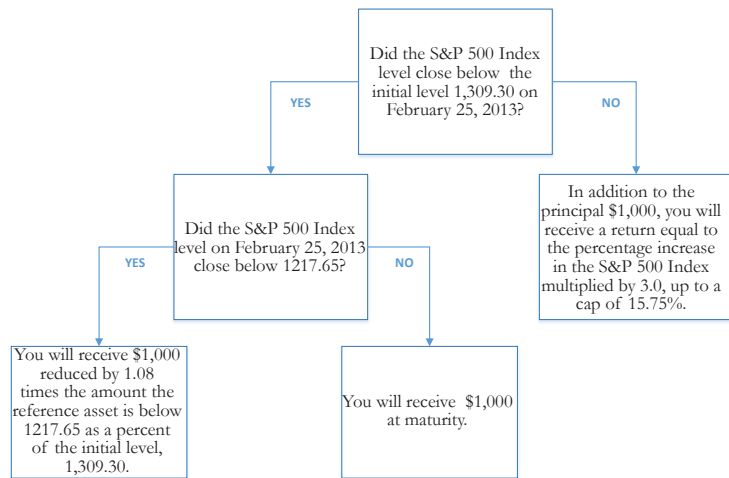 Did the S&P 500 Index
level close below the
initial level 1,309.30 on
February 25, 2013?
YES
NO
Did the S&P 500 Index
level on February 25, 2013
close below 1217.65?
In addition to the
principal $1,000, you will
receive a return equal to
the percentage increase
in the S&P 500 Index
multiplied by 3.0, up to a
cap of 15.75%.
YES
NO
You will receive $1,000
reduced by 1.08
times the amount the
reference asset is below
1217.65 as a percent
of the initial level,
1,309.30.
You will receive $1,000
at maturity.